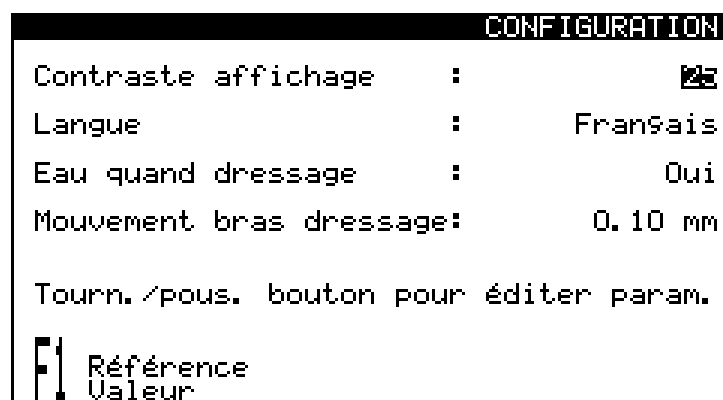 CONFIGURATION
Contraste affichage : 25
Langue : Français
Eau quand dressage : Oui
Mouvement bras dressage: 0.10 mm
Tourn./pous. bouton pour éditer param.
F1 Référence
Valeur